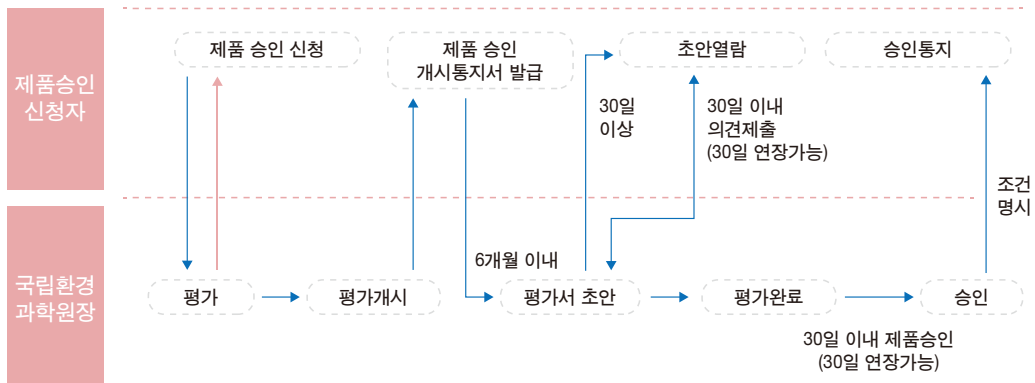 제품승인
신청자
제품 승인 신청
제품 승인
개시통지서 발급
초안열람
승인통지
30일
이상
30일 이내
의견제출
(30일 연장가능)
조건
명시
국립환경
과학원장
6개월 이내
평가
평가개시
평가서 초안
평가완료
승인
30일 이내 제품승인
(30일 연장가능)